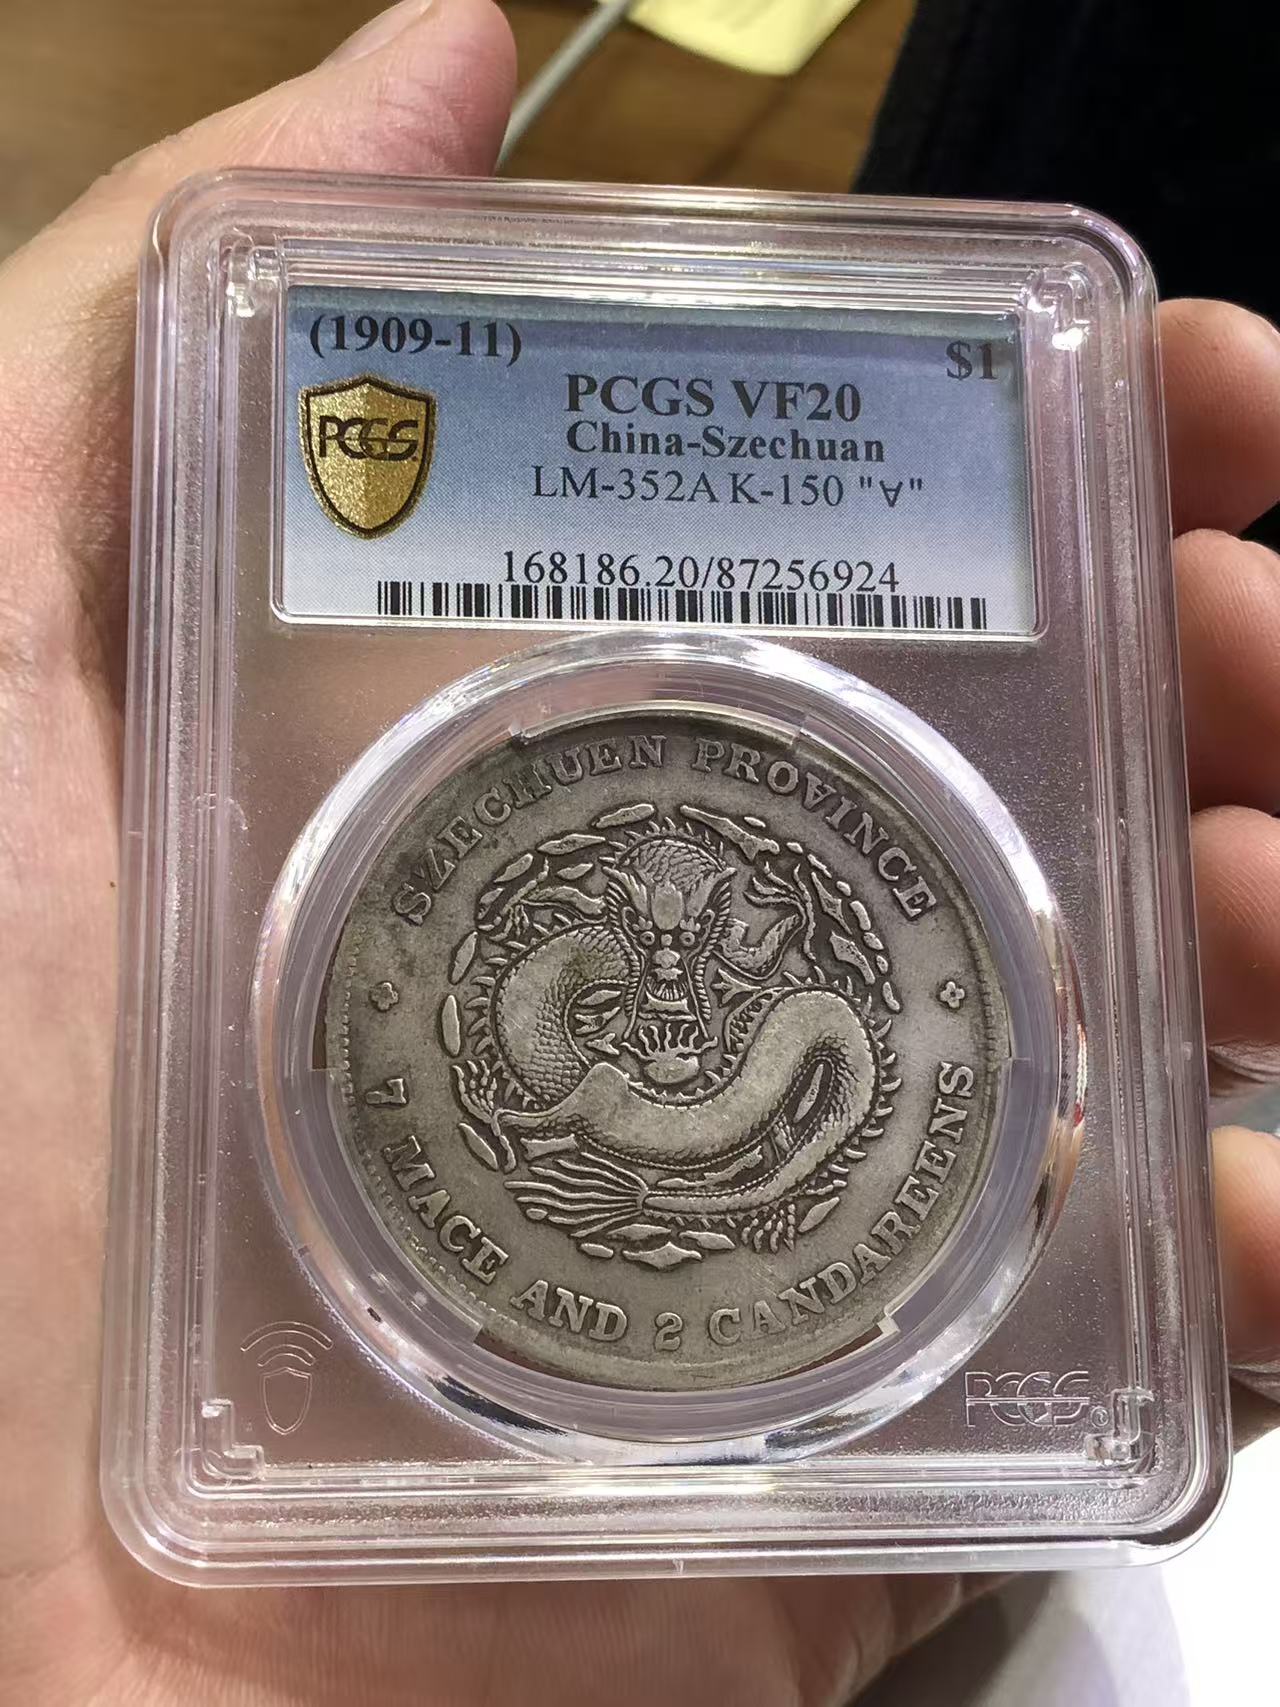 (1909-11)
$1
PCGS VF20
China-Szechuan
LM-352A K-150 "∀"
PCGS
168186.20/87256924
SZECHUEN PROVINCE
7 MACE AND 2 CANDAREENS
PCGS